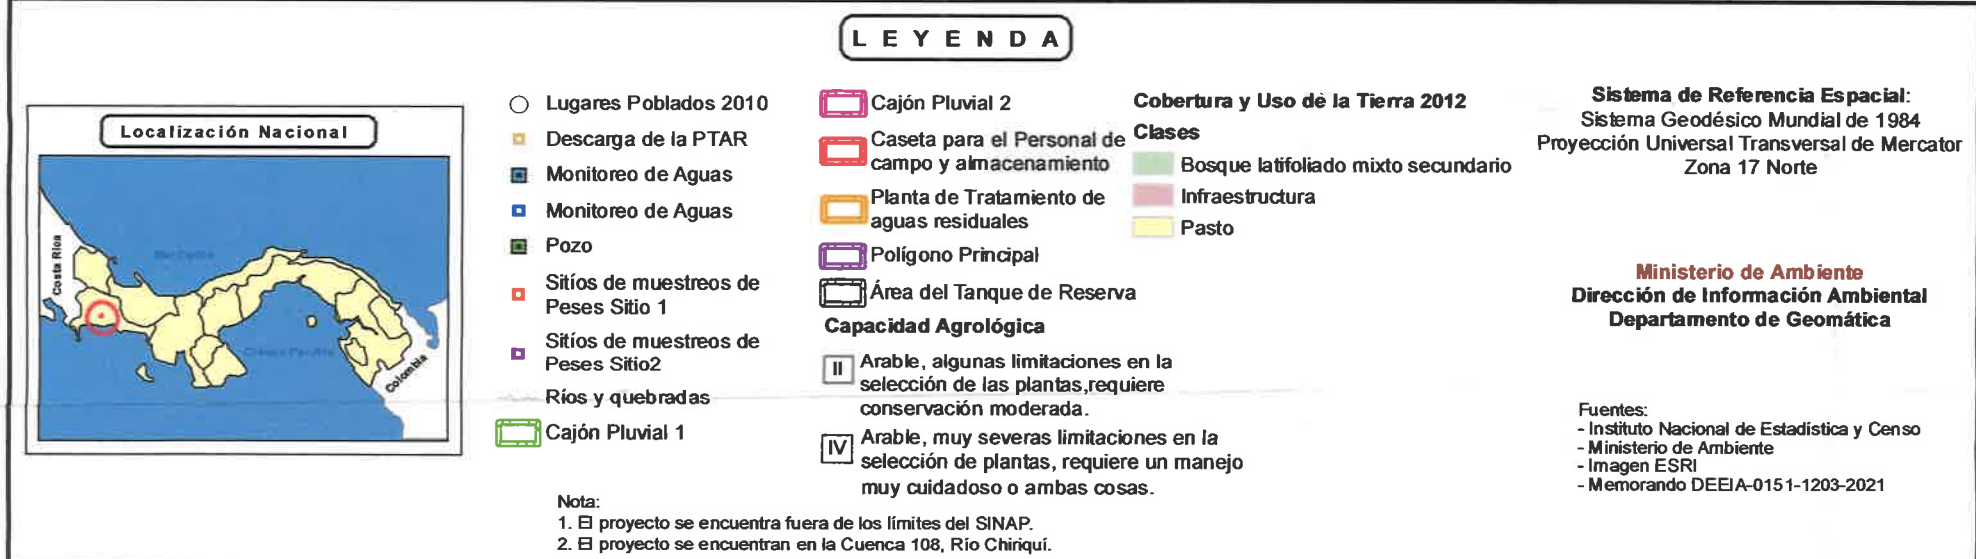 LEYENDA
Localización Nacional
Costa Rica
Colombia
Lugares Poblados 2010
Descarga de la PTAR
Monitoreo de Aguas
Monitoreo de Aguas
Pozo
Sitíos de muestreos de
Peses Sitio 1
Sitíos de muestreos de
Peses Sitio2
Ríos y quebradas
Cajón Pluvial 1
Cajón Pluvial 2
Caseta para el Personal de
campo y almacenamiento
Planta de Tratamiento de
aguas residuales
Polígono Principal
Área del Tanque de Reserva
Capacidad Agrológica
II
Arable, algunas limitaciones en la
selección de las plantas,requiere
conservación moderada.
IV
Arable, muy severas limitaciones en la
selección de plantas, requiere un manejo
muy cuidadoso o ambas cosas.
Cobertura y Uso de la Tierra 2012
Clases
Bosque latifoliado mixto secundario
Infraestructura
Pasto
Sistema de Referencia Espacial:
Sistema Geodésico Mundial de 1984
Proyección Universal Transversal de Mercator
Zona 17 Norte
Ministerio de Ambiente
Dirección de Información Ambiental
Departamento de Geomática
Fuentes:
- Instituto Nacional de Estadística y Censo
- Ministerio de Ambiente
- Imagen ESRI
- Memorando DEEIA-0151-1203-2021
Nota:
1. El proyecto se encuentra fuera de los límites del SINAP.
2. El proyecto se encuentran en la Cuenca 108, Río Chiriquí.